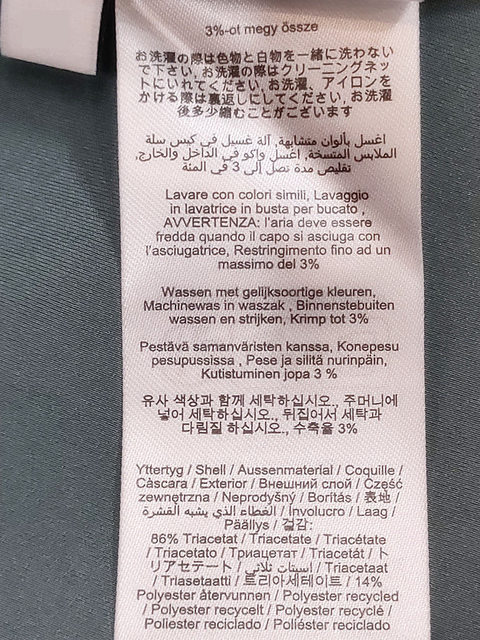 3%-ot megy össze
お洗濯の際は色物と白物を一緒に洗わない
で下さい, お洗濯の際はクリーニングネッ
トにいれてください, お洗濯、アイロンを
かける際は裏返しにしてください, お洗濯
後多少縮むことがございます
اغسل بألوان متشابهة, آلة غسيل في كيس سلة
الملابس المتسخة, اغسل واكو في الداخل والخارج,
تقليص مدة تصل إلى 3 في المئة
Lavare con colori simili, Lavaggio
in lavatrice in busta per bucato ,
AVVERTENZA: l'aria deve essere
fredda quando il capo si asciuga con
l'asciugatrice, Restringimento fino ad un
massimo del 3%
Wassen met gelijksoortige kleuren,
Machinewas in waszak , Binnenstebuiten
wassen en strijken, Krimp tot 3%
Pestävä samanväristen kanssa, Konepesu
pesupussissa , Pese ja silitä nurinpäin,
Kutistuminen jopa 3 %
유사 색상과 함께 세탁하십시오., 주머니에
넣어 세탁하십시오., 뒤집어서 세탁과
다림질 하십시오., 수축율 3%
Yttertyg / Shell / Aussenmaterial / Coquille /
Càscara / Exterior / Внешний слой / Część
zewnętrzna / Neprodyšný / Borítás / 表地 /
الغطاء الذي يشبه القشرة / Involucro / Laag /
Päällys / 겉감:
86% Triacetat / Triacetate / Triacétate
/ Triacetato / Триацетат / Triacetát / ト
リアセテート / اسيتات ثلاثي / Triacetaat
/ Triasetaatti / 트리아세테이트 / 14%
Polyester återvunnen / Polyester recycled
/ Polyester recycelt / Polyester recyclé /
Poliester reciclado / Poliéster reciclado